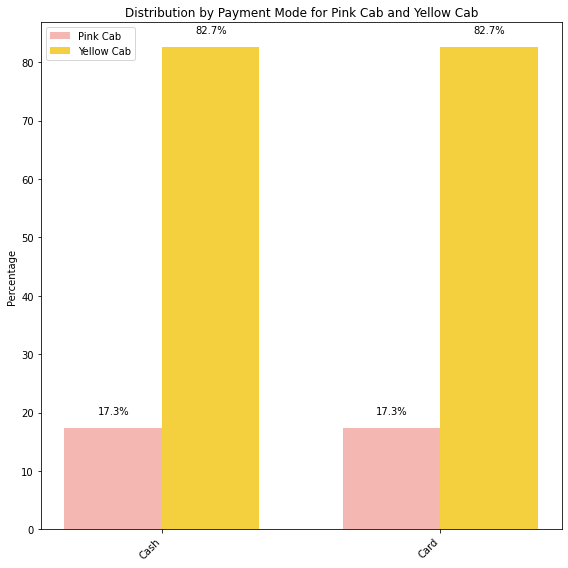 Distribution by Payment Mode for Pink Cab and Yellow Cab
Pink Cab
Yellow Cab
82.7%
82.7%
17.3%
17.3%
Percentage
80
70
60
50
40
30
20
10
0
Cash
Card